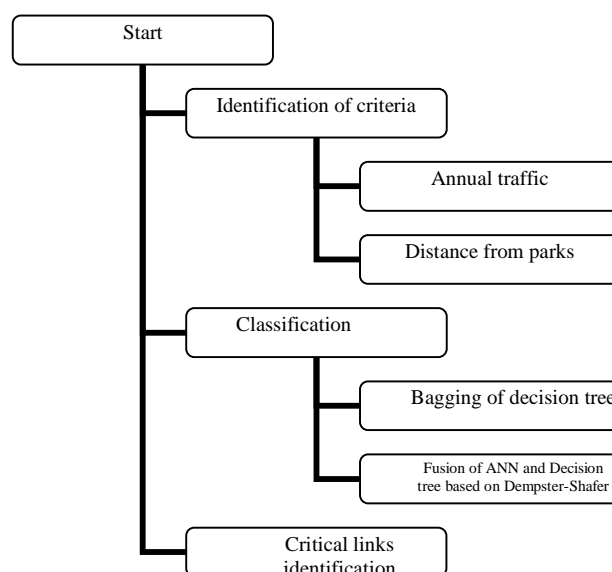 Start
Identification of criteria
Annual traffic
Distance from parks
Classification
Bagging of decision tree
Fusion of ANN and Decision
tree based on Dempster-Shafer
Critical links
identification